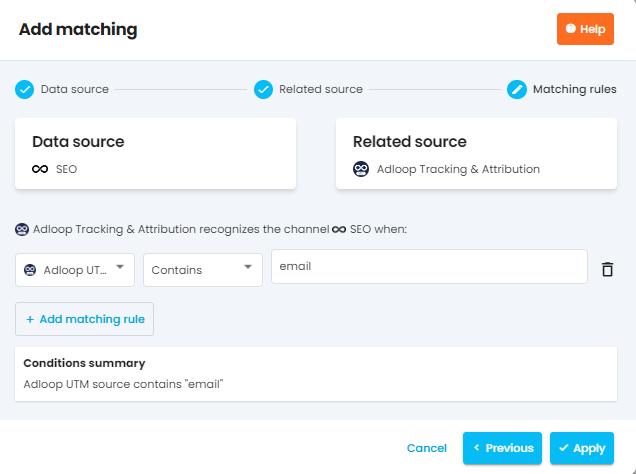 Add matching
Help
Data source
Related source
Matching rules
Data source
SEO
Related source
Adloop Tracking & Attribution
Adloop Tracking & Attribution recognizes the channel SEO when:
Adloop UT...
Contains
email
+ Add matching rule
Conditions summary
Adloop UTM source contains "email"
Cancel
Previous
Apply